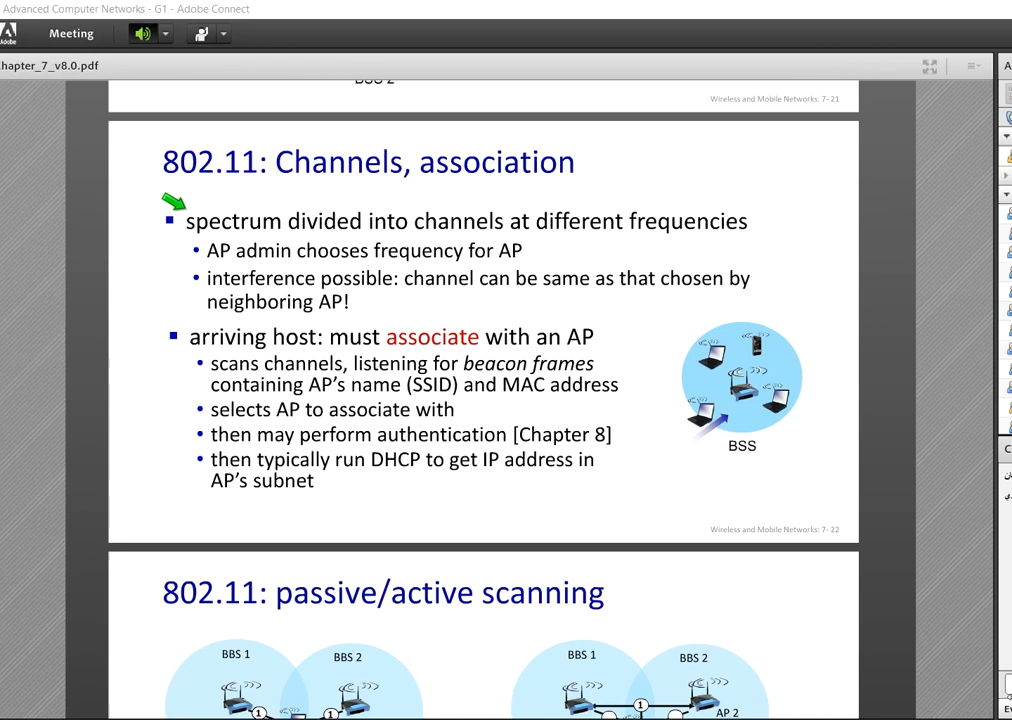 Advanced Computer Networks - G1 - Adobe Connect
Adobe
Meeting
hapter_7_v8.0.pdf
Wireless and Mobile Networks: 7- 21
802.11: Channels, association
▪ spectrum divided into channels at different frequencies
• AP admin chooses frequency for AP
• interference possible: channel can be same as that chosen by
neighboring AP!
▪ arriving host: must associate with an AP
• scans channels, listening for beacon frames
containing AP's name (SSID) and MAC address
• selects AP to associate with
• then may perform authentication [Chapter 8]
• then typically run DHCP to get IP address in
AP's subnet
BSS
Wireless and Mobile Networks: 7- 22
802.11: passive/active scanning
BBS 1
BBS 2
BBS 1
BBS 2
1
1
1
AP 2